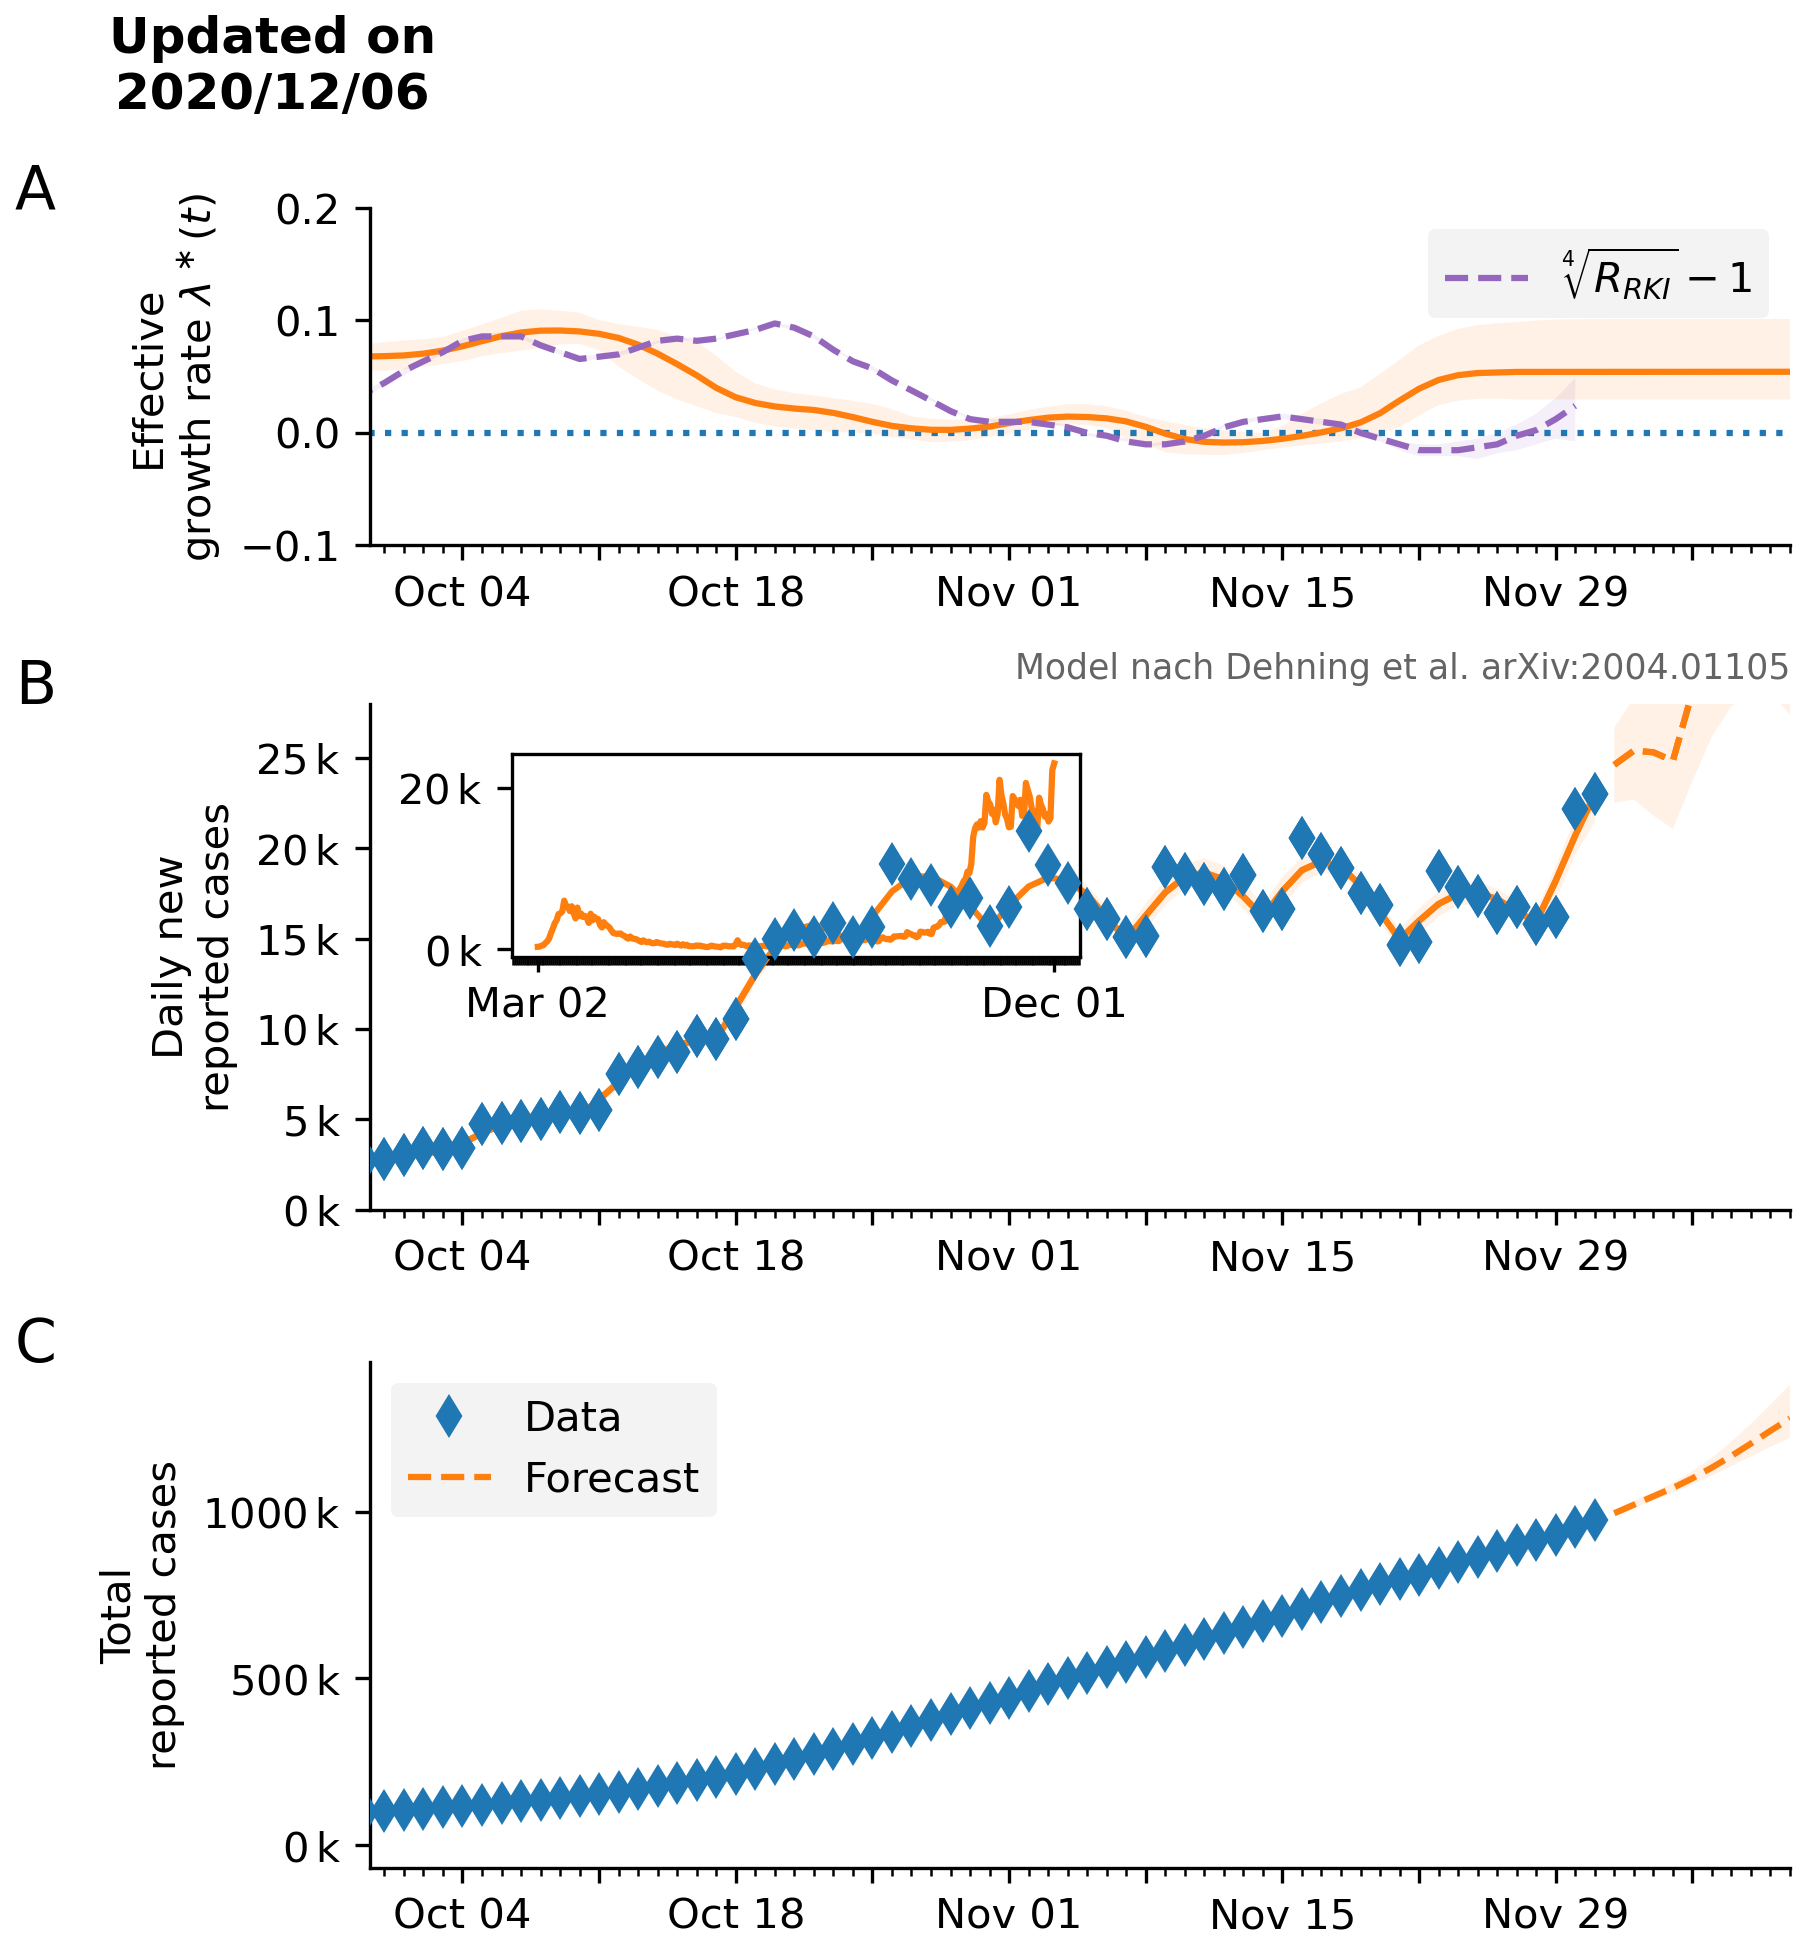 Updated on
2020/12/06
A
Effective
growth rate λ * (t)
0.2
0.1
0.0
−0.1
∜R_RKI − 1
Oct 04
Oct 18
Nov 01
Nov 15
Nov 29
Model nach Dehning et al. arXiv:2004.01105
B
Daily new
reported cases
25 k
20 k
15 k
10 k
5 k
0 k
20 k
0 k
Mar 02
Dec 01
Oct 04
Oct 18
Nov 01
Nov 15
Nov 29
C
Total
reported cases
1000 k
500 k
0 k
Data
Forecast
Oct 04
Oct 18
Nov 01
Nov 15
Nov 29